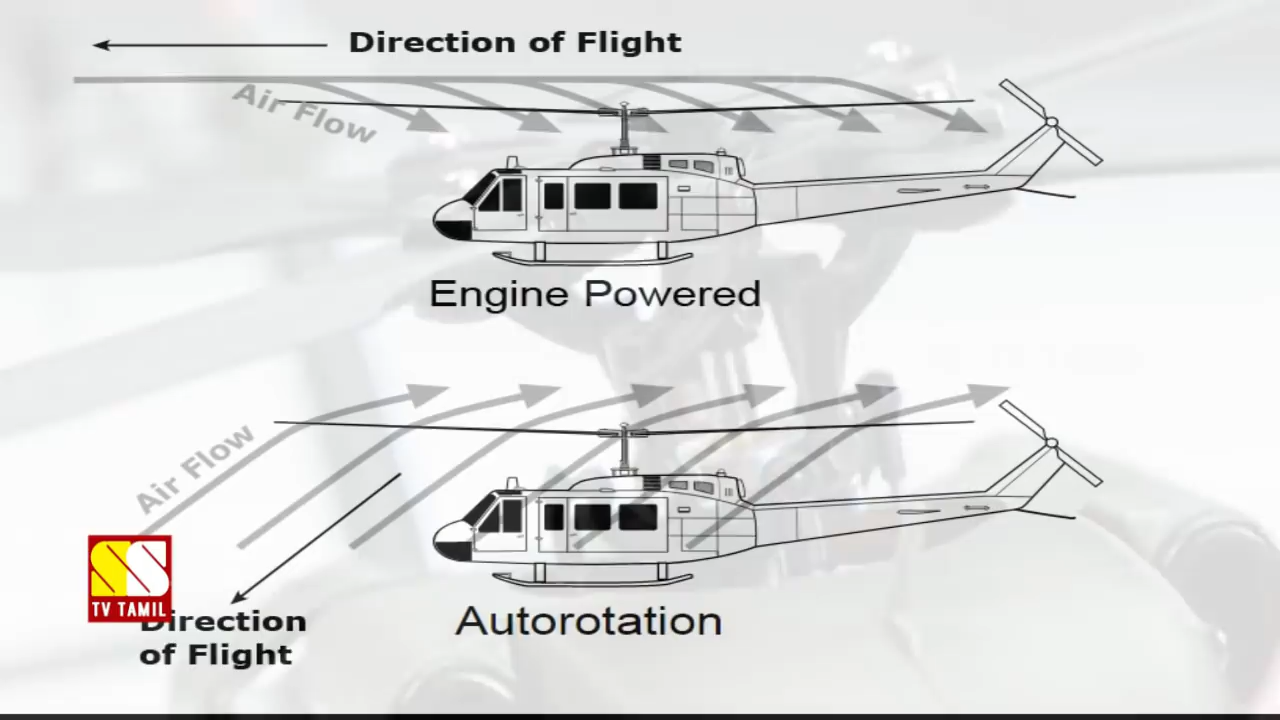 Direction of Flight
Air Flow
Engine Powered
Air Flow
TV TAMIL
Direction
of Flight
Autorotation